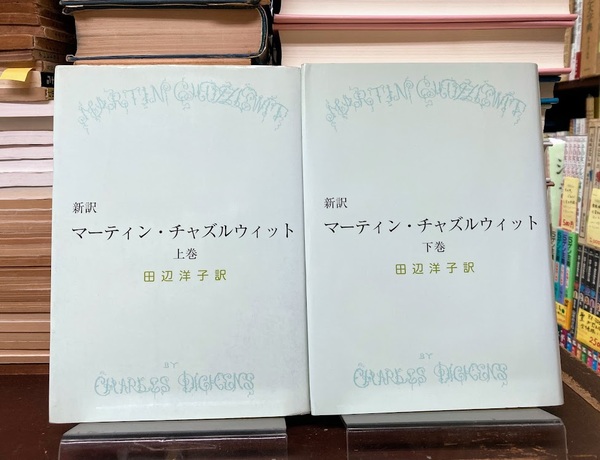 MARTIN CHUZZLEWIT
新訳
マーティン・チャズルウィット
上巻
田辺洋子訳
BY
CHARLES DICKENS
MARTIN CHUZZLEWIT
新訳
マーティン・チャズルウィット
下巻
田辺洋子訳
BY
CHARLES DICKENS